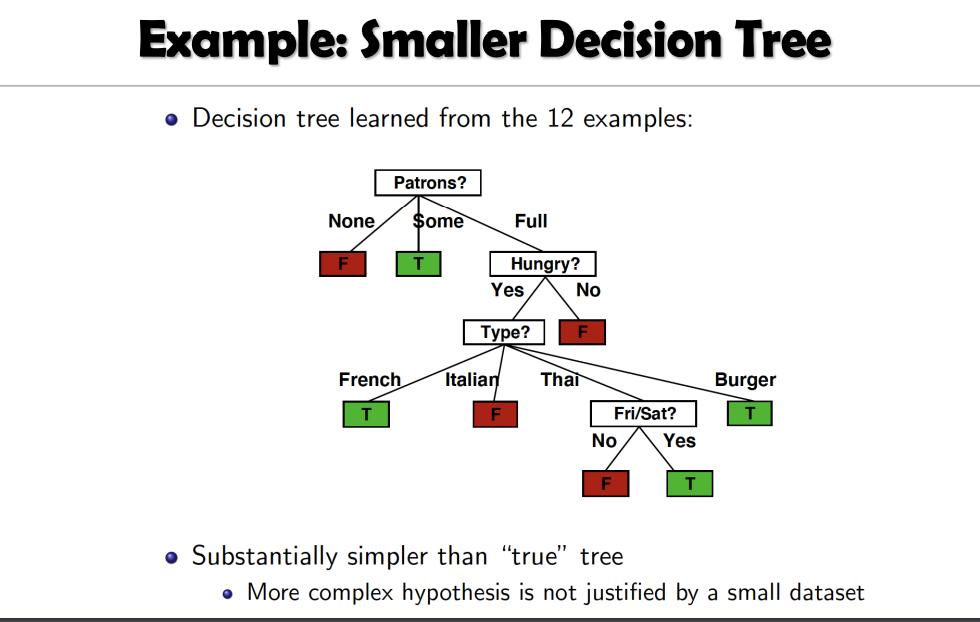 Example: Smaller Decision Tree
Decision tree learned from the 12 examples:
Patrons?
None Some Full
F T Hungry?
Yes No
Type? F
French Italian Thai Burger
T F Fri/Sat? T
No Yes
F T
Substantially simpler than “true” tree
More complex hypothesis is not justified by a small dataset